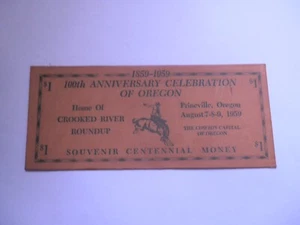 1859-1959
$1 100th ANNIVERSARY CELEBRATION $1
OF OREGON
Home Of
CROOKED RIVER
ROUNDUP
Prineville, Oregon
August 7-8-9, 1959
THE COWBOY CAPITAL
OF OREGON
$1 SOUVENIR CENTENNIAL MONEY $1